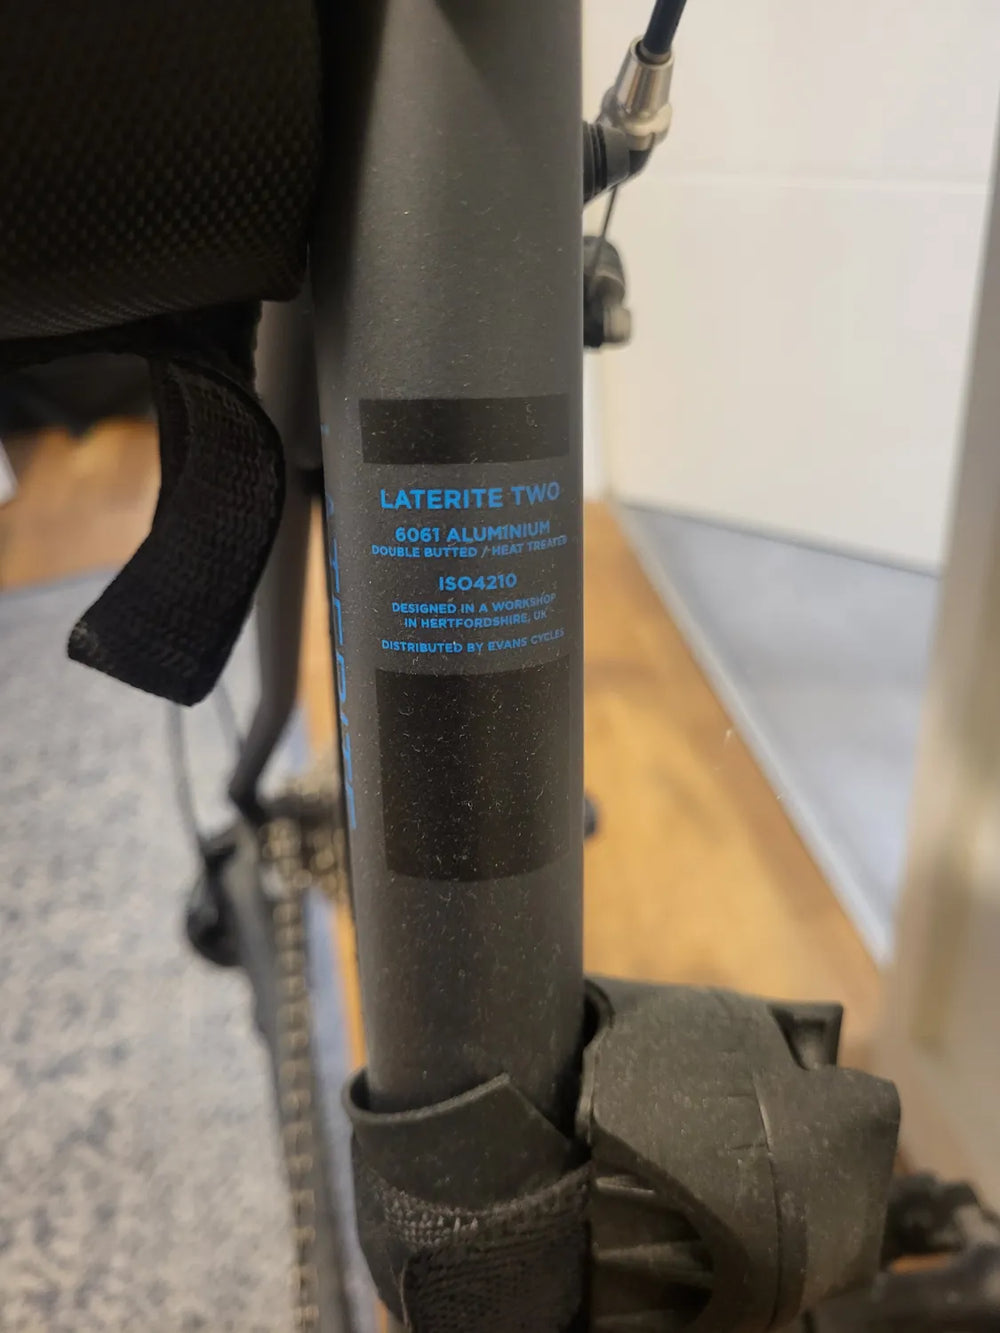 LATERITE TWO
6061 ALUMINIUM
DOUBLE BUTTED / HEAT TREATED
ISO4210
DESIGNED IN A WORKSHOP
IN HERTFORDSHIRE, UK
DISTRIBUTED BY EVANS CYCLES
LATERITE